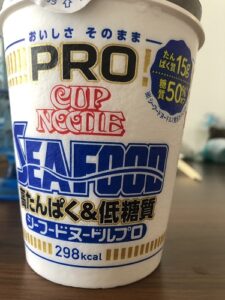 おいしさ そのまま
PRO
たんぱく質15g
糖質50%
CUP
NOODLE
SEAFOOD
高たんぱく&低糖質
シーフードヌードルプロ
298kcal